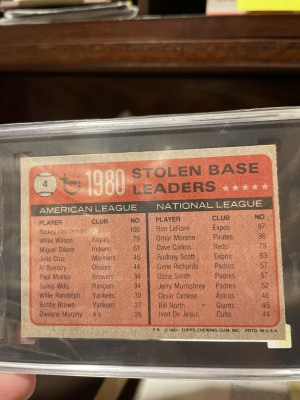 4 Topps 1980 STOLEN BASE
LEADERS ★★★★★
AMERICAN LEAGUE NATIONAL LEAGUE
PLAYER CLUB NO PLAYER CLUB NO
Rickey Henderson A's 100 Ron LeFlore Expos 97
Willie Wilson Royals 79 Omar Moreno Pirates 96
Miguel Dilone Indians 61 Dave Collins Reds 79
Julio Cruz Mariners 45 Rodney Scott Expos 63
Al Bumbry Orioles 44 Gene Richards Padres 61
Paul Molitor Brewers 34 Ozzie Smith Padres 57
Bump Wills Rangers 34 Jerry Mumphrey Padres 52
Willie Randolph Yankees 30 Cesar Cedeno Astros 48
Bobby Brown Yankees 27 Bill North Giants 45
Dwayne Murphy A's 26 Ivan De Jesus Cubs 44
© 1981 TOPPS CHEWING GUM, INC. PRTD. IN U.S.A.